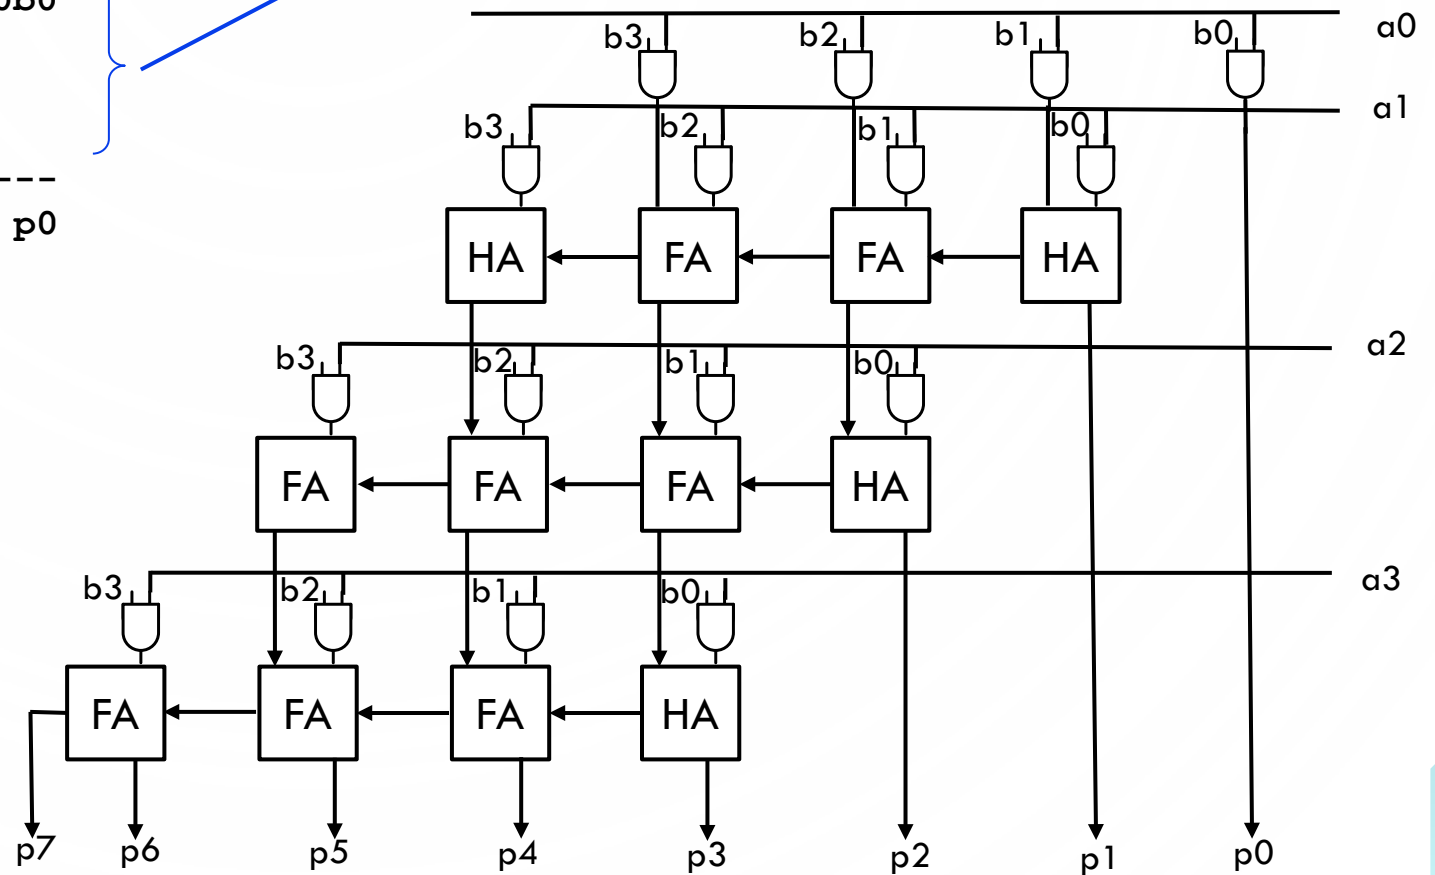 b3 b2 b1 b0 a0
a1
b3 b2 b1 b0
p0
HA FA FA HA
a2
b3 b2 b1 b0
FA FA FA HA
a3
b3 b2 b1 b0
FA FA FA HA
p7 p6 p5 p4 p3 p2 p1 p0